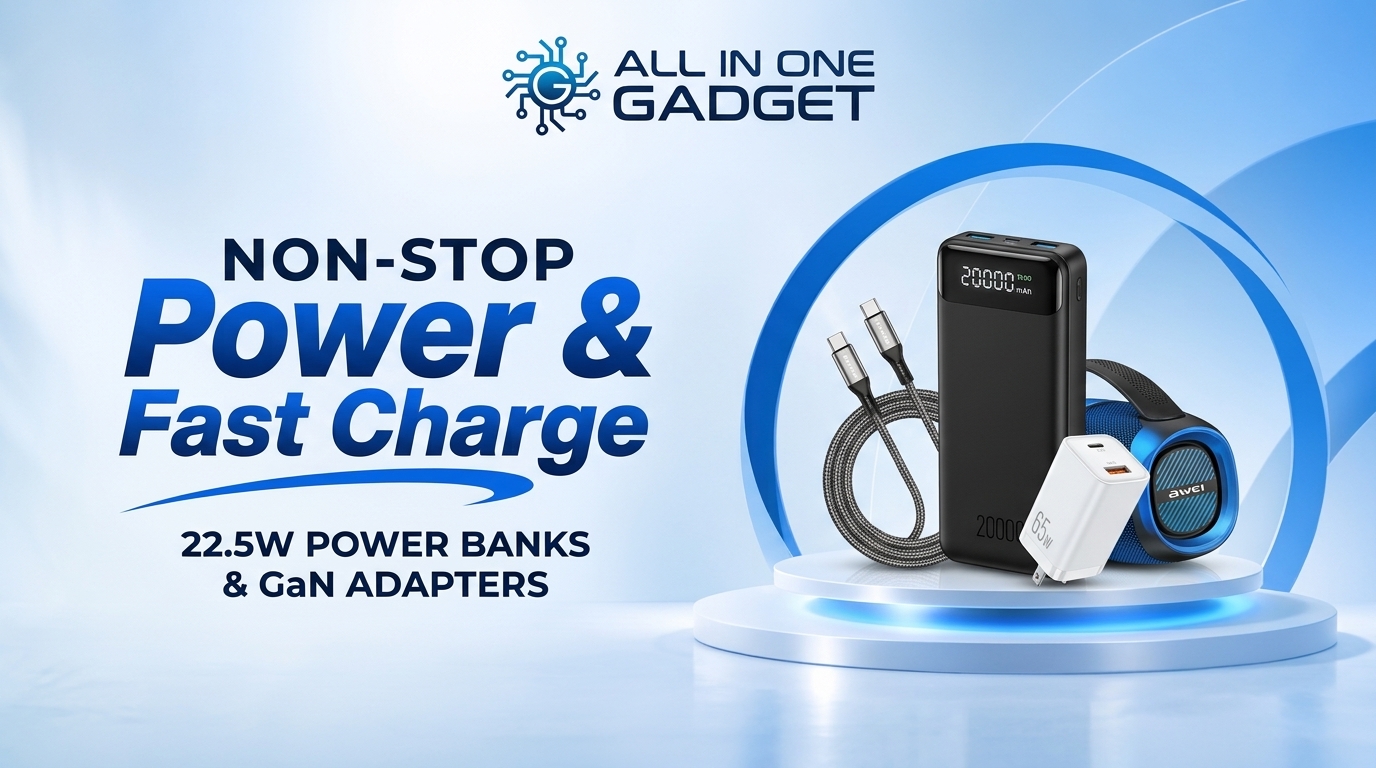 ALL IN ONE
GADGET
NON-STOP
Power &
Fast Charge
22.5W POWER BANKS
& GaN ADAPTERS
20000
mAh
20000
65W
awei